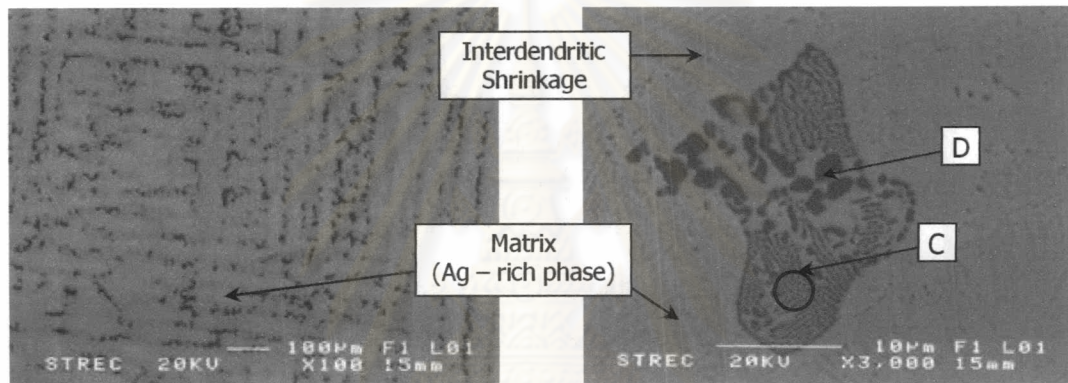 Interdendritic
Shrinkage
D
C
Matrix
(Ag – rich phase)
100µm F1 L01
STREC 20KV X100 15mm
10µm F1 L01
STREC 20KV X3,000 15mm